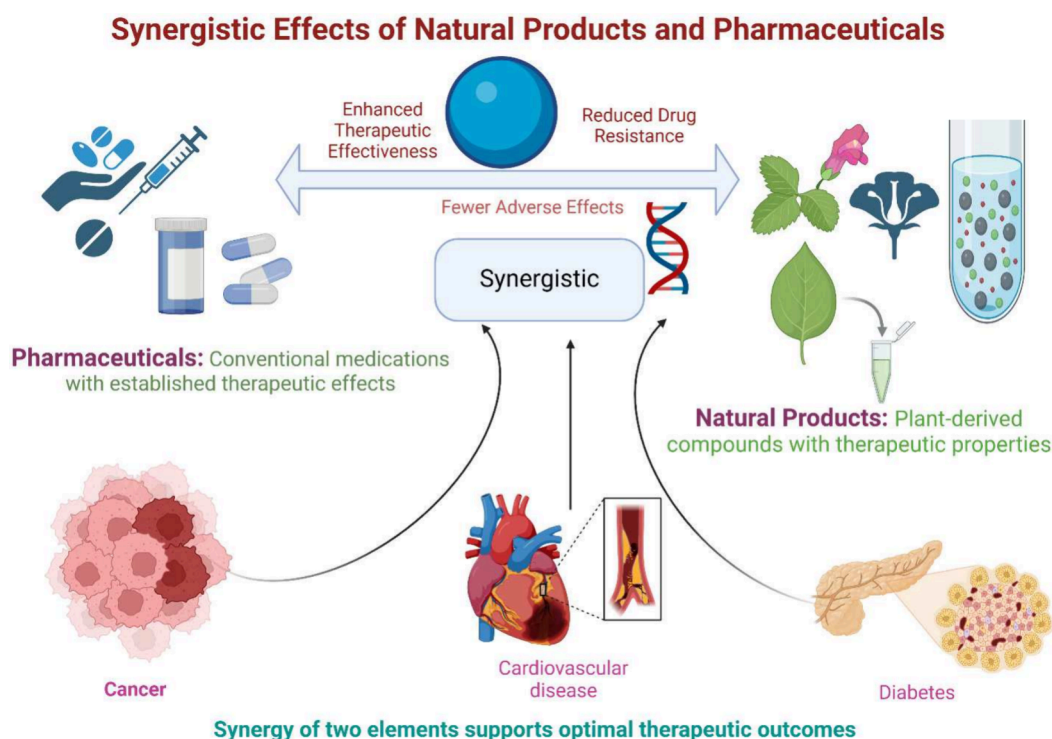 Synergistic Effects of Natural Products and Pharmaceuticals
Enhanced
Therapeutic
Effectiveness
Reduced Drug
Resistance
Fewer Adverse Effects
Synergistic
Pharmaceuticals: Conventional medications
with established therapeutic effects
Natural Products: Plant-derived
compounds with therapeutic properties
Cancer
Cardiovascular
disease
Diabetes
Synergy of two elements supports optimal therapeutic outcomes